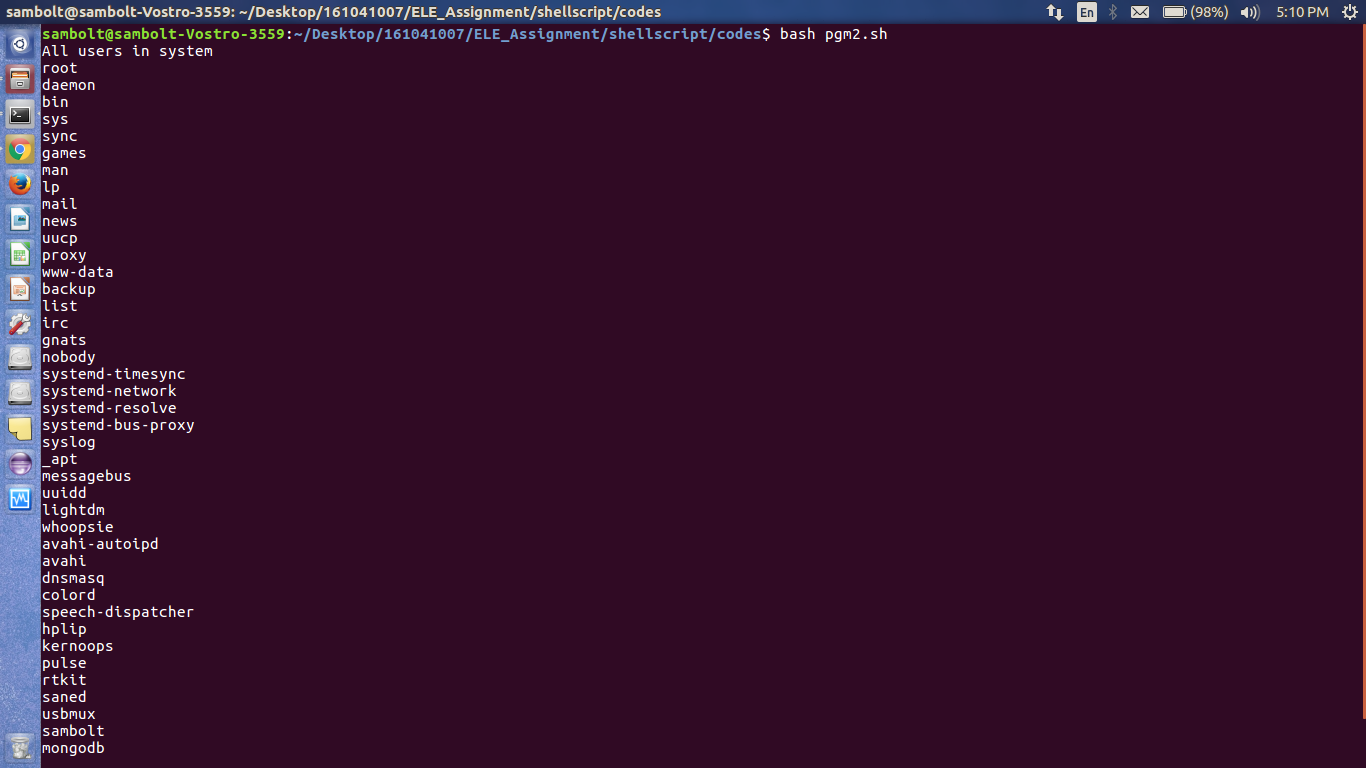 sambolt@sambolt-Vostro-3559: ~/Desktop/161041007/ELE_Assignment/shellscript/codes En (98%) 5:10 PM
sambolt@sambolt-Vostro-3559:~/Desktop/161041007/ELE_Assignment/shellscript/codes$ bash pgm2.sh
All users in system
root
daemon
bin
sys
sync
games
man
lp
mail
news
uucp
proxy
www-data
backup
list
irc
gnats
nobody
systemd-timesync
systemd-network
systemd-resolve
systemd-bus-proxy
syslog
_apt
messagebus
uuidd
lightdm
whoopsie
avahi-autoipd
avahi
dnsmasq
colord
speech-dispatcher
hplip
kernoops
pulse
rtkit
saned
usbmux
sambolt
mongodb